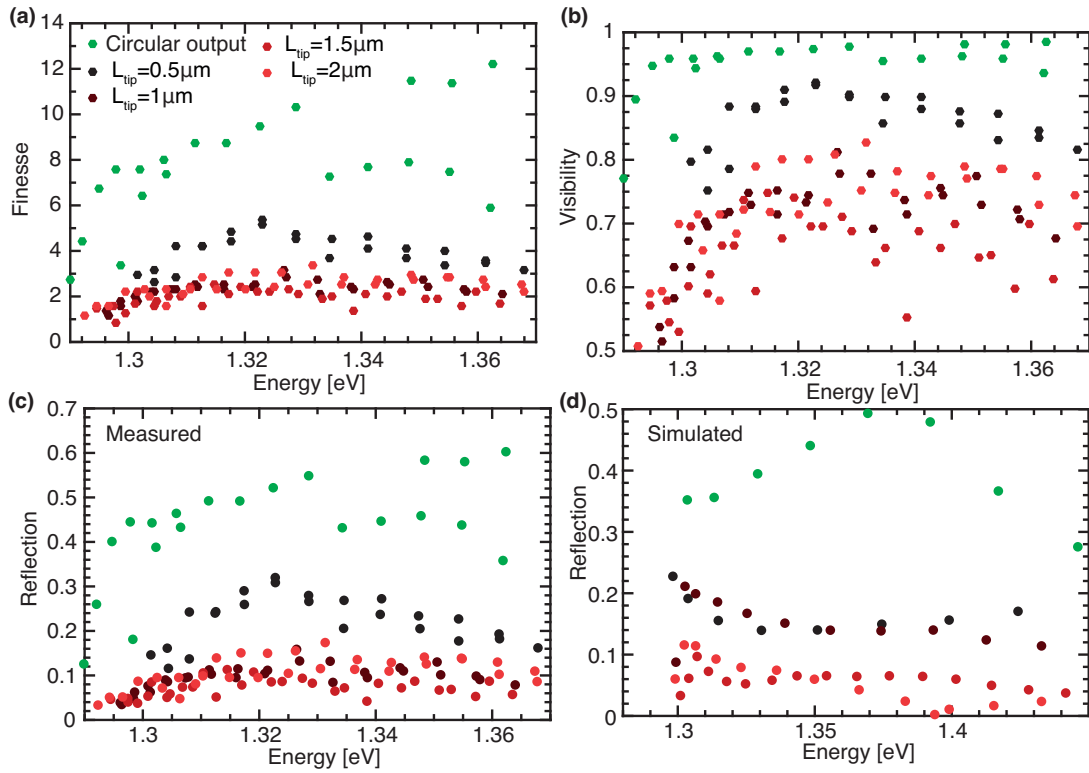 (a)
14
12
10
8
6
4
2
0
Finesse
Circular output
L_tip=0.5μm
L_tip=1μm
L_tip=1.5μm
L_tip=2μm
1.3
1.32
1.34
1.36
Energy [eV]
(b)
1
0.9
0.8
0.7
0.6
0.5
Visibility
1.3
1.32
1.34
1.36
Energy [eV]
(c)
0.7
0.6
0.5
0.4
0.3
0.2
0.1
0
Reflection
Measured
1.3
1.32
1.34
1.36
Energy [eV]
(d)
0.5
0.4
0.3
0.2
0.1
0
Reflection
Simulated
1.3
1.35
1.4
Energy [eV]